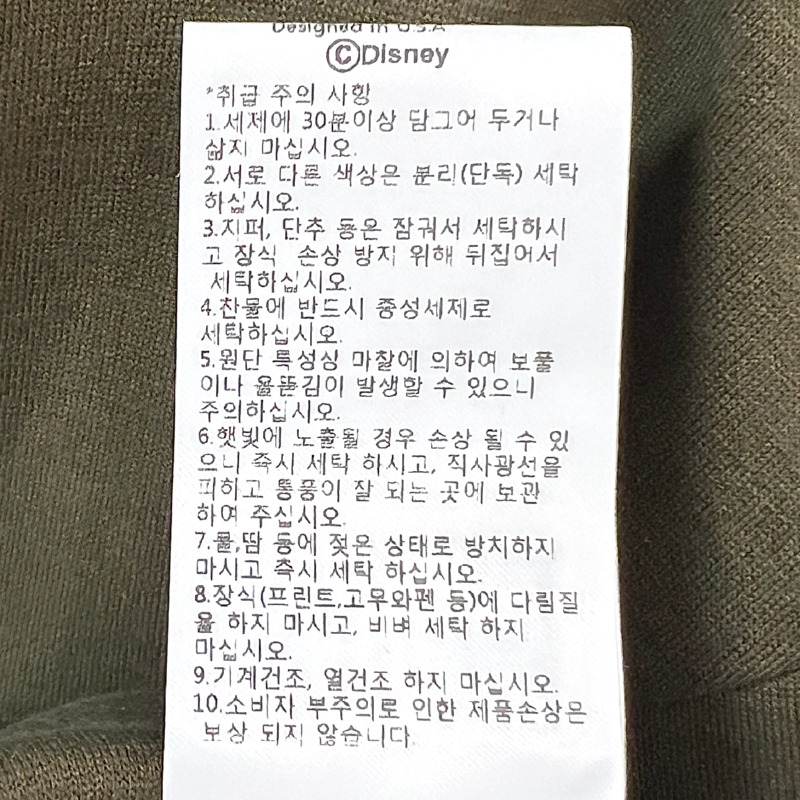 Designed in U.S.A
©Disney
*취급 주의 사항
1.세제에 30분이상 담그어 두거나
삶지 마십시오.
2.서로 다른 색상은 분리(단독) 세탁
하십시오.
3.지퍼, 단추 등은 잠궈서 세탁하시
고 장식 손상 방지 위해 뒤집어서
세탁하십시오.
4.찬물에 반드시 중성세제로
세탁하십시오.
5.원단 특성상 마찰에 의하여 보풀
이나 올뜯김이 발생할 수 있으니
주의하십시오.
6.햇빛에 노출될 경우 손상 될 수 있
으니 즉시 세탁 하시고, 직사광선을
피하고 통풍이 잘 되는 곳에 보관
하여 주십시오.
7.물,땀 등에 젖은 상태로 방치하지
마시고 즉시 세탁 하십시오.
8.장식(프린트,고무와펜 등)에 다림질
을 하지 마시고, 비벼 세탁 하지
마십시오.
9.기계건조, 열건조 하지 마십시오.
10.소비자 부주의로 인한 제품손상은
보상 되지 않습니다.